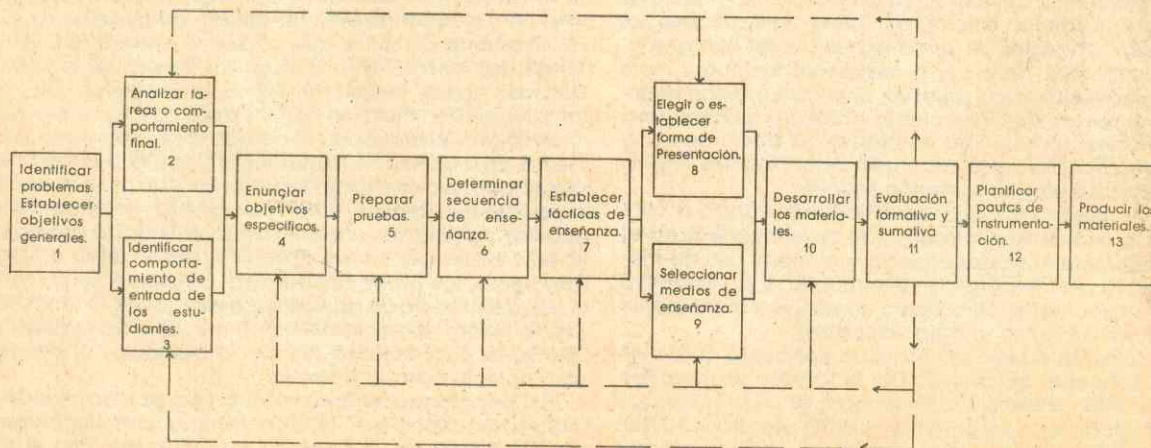 Identificar
problemas.
Establecer
objetivos
generales.
1
Analizar ta-
reas o com-
portamiento
final.
2
Identificar
comporta-
miento de
entrada de
los estu-
diantes.
3
Enunciar
objetivos
especificos.
4
Preparar
pruebas.
5
Determinar
secuencia
de ense-
ñanza.
6
Establecer
tácticas de
enseñanza.
7
Elegir o es-
tablecer
forma de
Presentación.
8
Seleccionar
medios de
enseñanza.
9
Desarrollar
los materia-
les.
10
Evaluación
formativa y
sumativa
11
Planificar
pautas de
instrumenta-
ción.
12
Producir los
materiales.
13